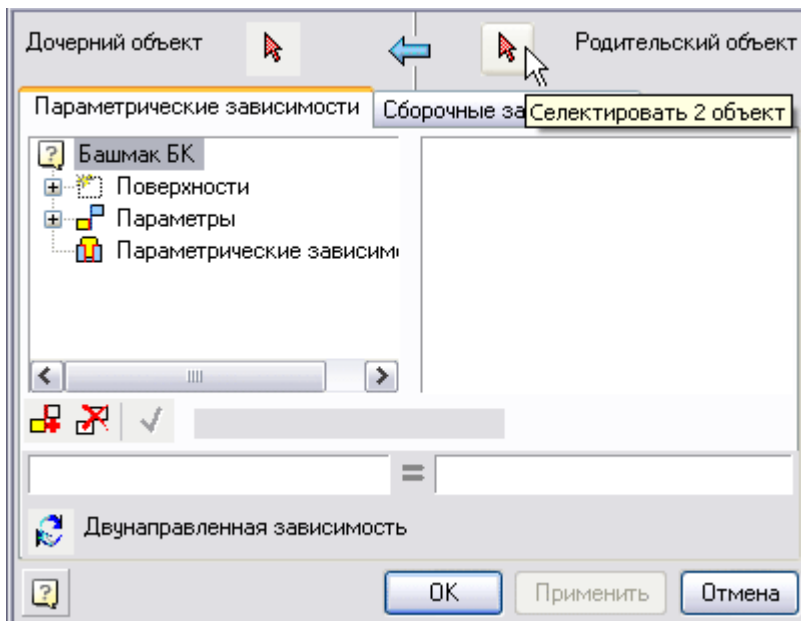 Дочерний объект
Родительский объект
Параметрические зависимости
Сборочные за
Селектировать 2 объект
Башмак БК
Поверхности
Параметры
Параметрические зависим
=
Двунаправленная зависимость
OK
Применить
Отмена